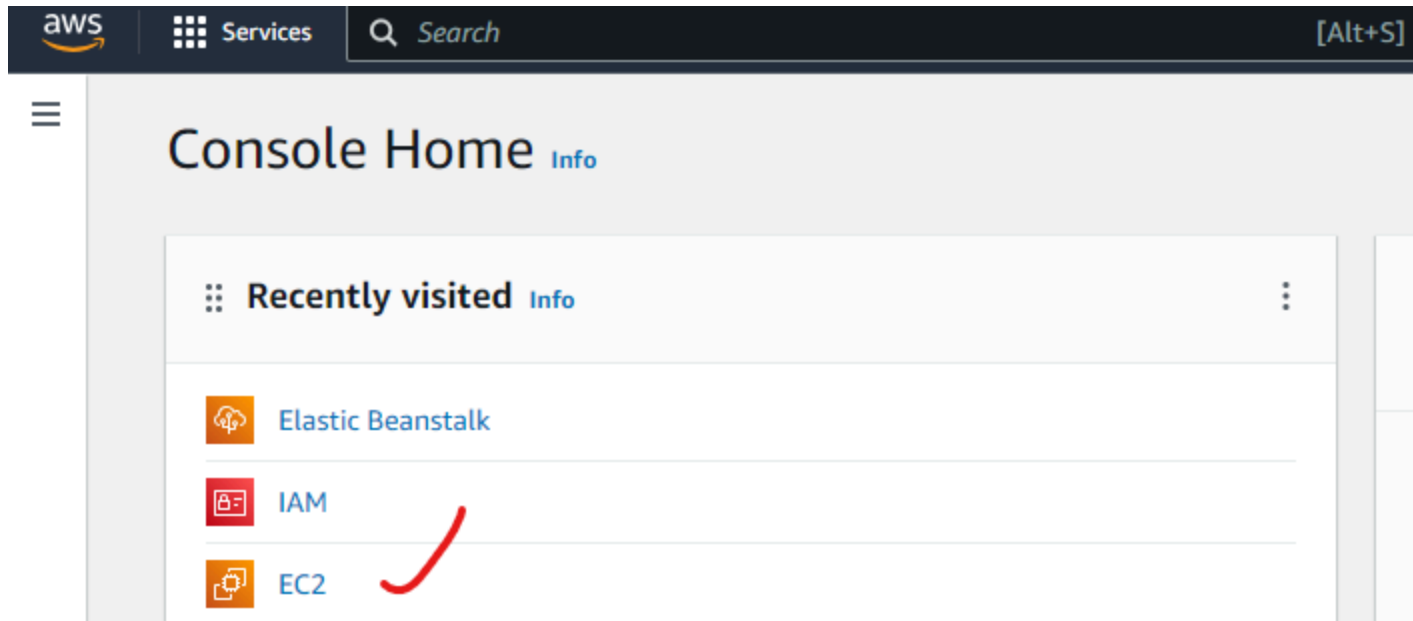 aws Services Search [Alt+S]
Console Home Info
Recently visited Info
Elastic Beanstalk
IAM
EC2